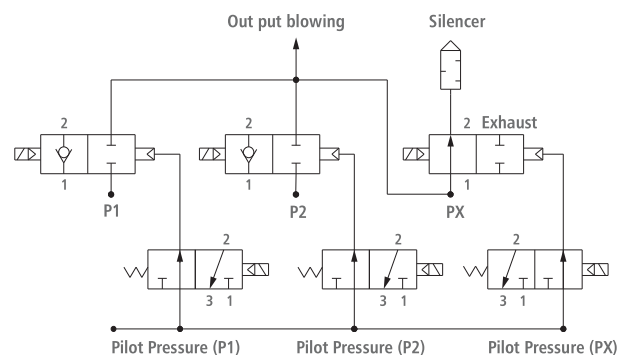 Out put blowing
Silencer
2
2
2 Exhaust
1
1
1
P1
P2
PX
2
2
2
3 1
3 1
3 1
Pilot Pressure (P1)
Pilot Pressure (P2)
Pilot Pressure (PX)